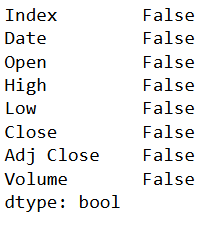 Index False
Date False
Open False
High False
Low False
Close False
Adj Close False
Volume False
dtype: bool